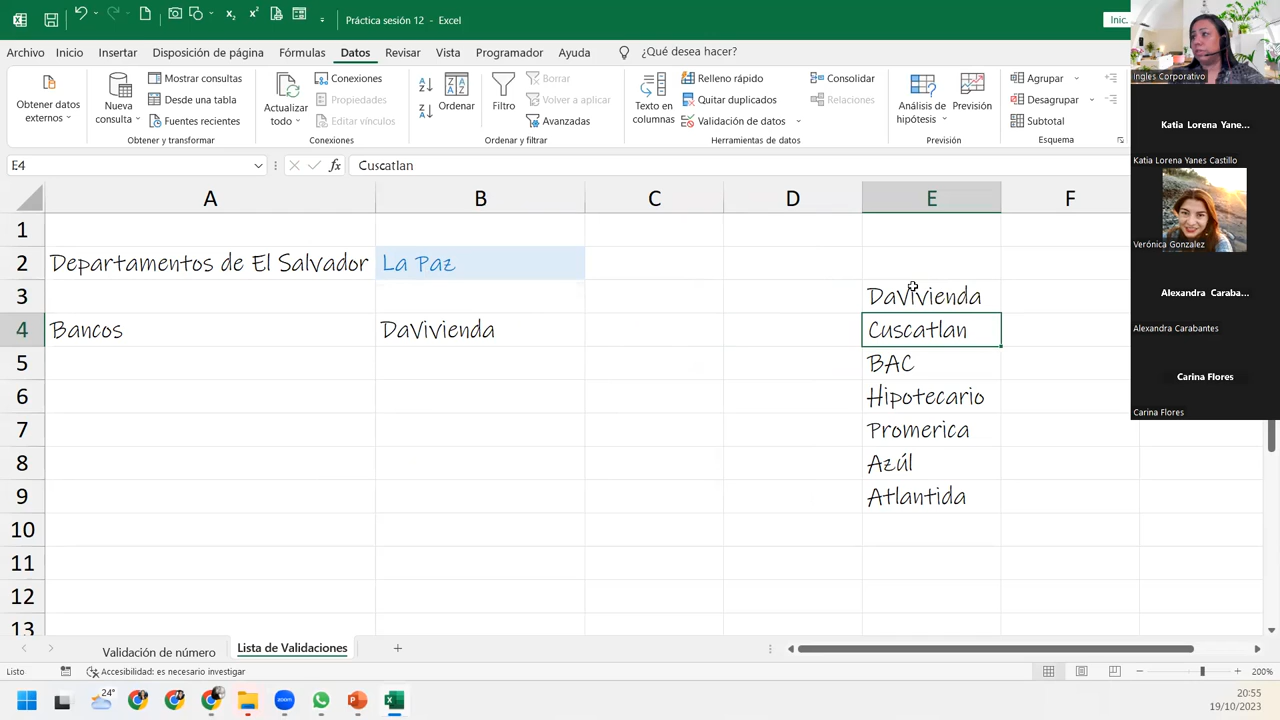 Práctica sesión 12 - Excel
Inic.
Archivo Inicio Insertar Disposición de página Fórmulas Datos Revisar Vista Programador Ayuda ¿Qué desea hacer?
Obtener datos externos
Nueva consulta
Mostrar consultas
Desde una tabla
Fuentes recientes
Obtener y transformar
Actualizar todo
Conexiones
Propiedades
Editar vínculos
Conexiones
Ordenar
Filtro
Borrar
Volver a aplicar
Avanzadas
Ordenar y filtrar
Texto en columnas
Relleno rápido
Quitar duplicados
Validación de datos
Consolidar
Relaciones
Herramientas de datos
Análisis de hipótesis
Previsión
Previsión
Agrupar
Desagrupar
Subtotal
Esquema
E4 fx Cuscatlan
A B C D E F
1
2 Departamentos de El Salvador La Paz
3 DaVivienda
4 Bancos DaVivienda Cuscatlan
5 BAC
6 Hipotecario
7 Promerica
8 Azúl
9 Atlantida
10
11
12
13
Validación de número Lista de Validaciones
Listo Accesibilidad: es necesario investigar 200%
24° zoom
20:55
19/10/2023
Ingles Corporativo
Katia Lorena Yane...
Katia Lorena Yanes Castillo
Verónica Gonzalez
Alexandra Caraba...
Alexandra Carabantes
Carina Flores
Carina Flores